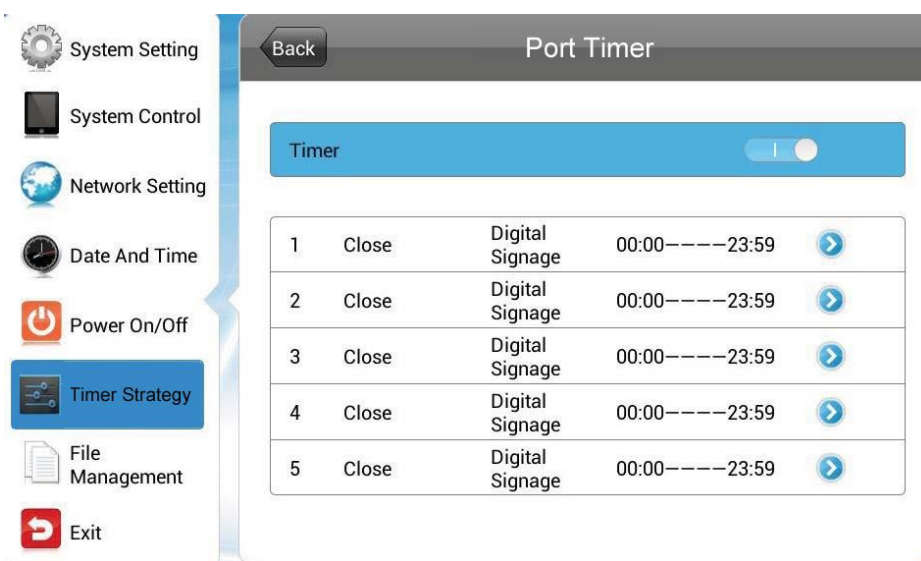 System Setting
System Control
Network Setting
Date And Time
Power On/Off
Timer Strategy
File
Management
Exit
Back
Port Timer
Timer
1 Close Digital Signage 00:00----23:59
2 Close Digital Signage 00:00----23:59
3 Close Digital Signage 00:00----23:59
4 Close Digital Signage 00:00----23:59
5 Close Digital Signage 00:00----23:59